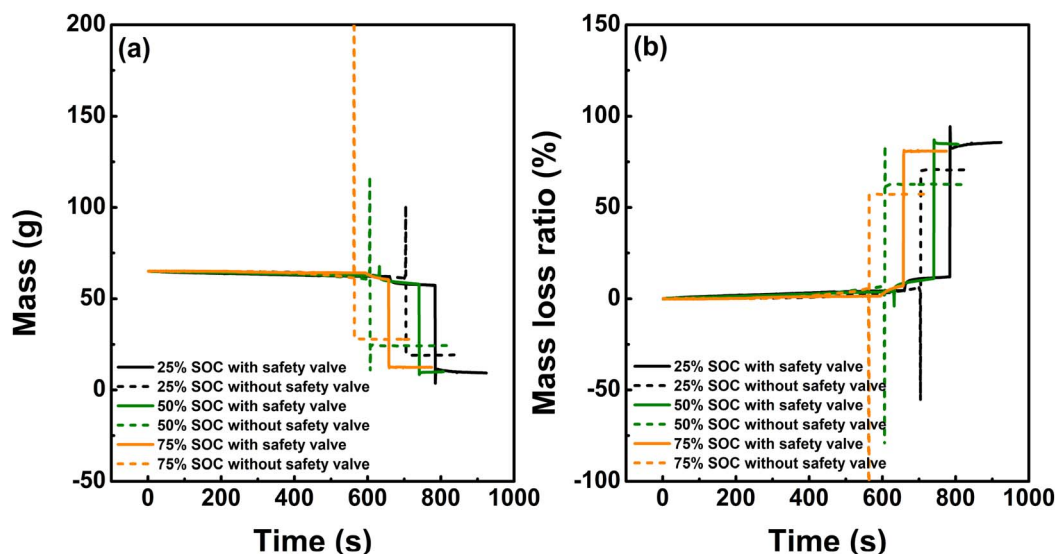 (a)
200
150
100
50
0
-50
Mass (g)
25% SOC with safety valve
25% SOC without safety valve
50% SOC with safety valve
50% SOC without safety valve
75% SOC with safety valve
75% SOC without safety valve
0 200 400 600 800 1000
Time (s)
(b)
150
100
50
0
-50
-100
Mass loss ratio (%)
25% SOC with safety valve
25% SOC without safety valve
50% SOC with safety valve
50% SOC without safety valve
75% SOC with safety valve
75% SOC without safety valve
0 200 400 600 800 1000
Time (s)